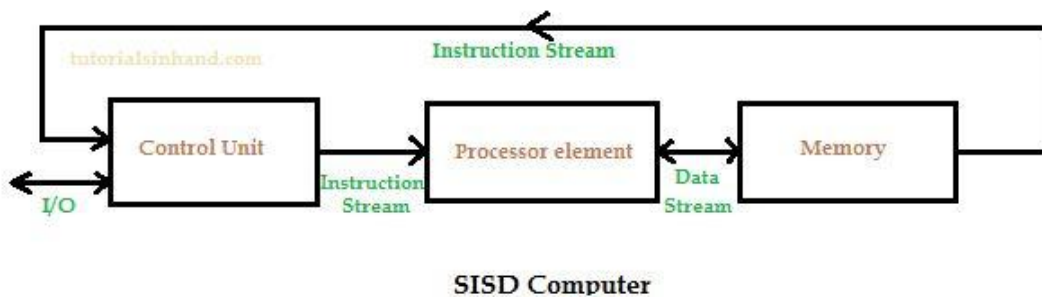 Instruction Stream
tutorialsinhand.com
Control Unit
Processor element
Memory
I/O
Instruction
Stream
Data
Stream
SISD Computer